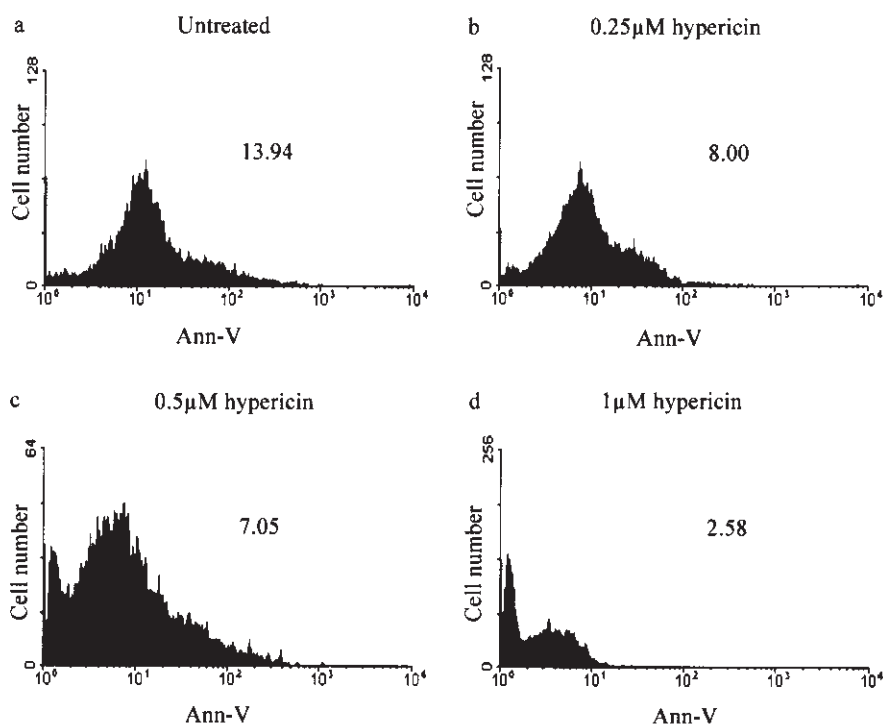 a
Untreated
128
Cell number
0
13.94
10⁰ 10¹ 10² 10³ 10⁴
Ann-V
b
0.25µM hypericin
128
Cell number
0
8.00
10⁰ 10¹ 10² 10³ 10⁴
Ann-V
c
0.5µM hypericin
64
Cell number
0
7.05
10⁰ 10¹ 10² 10³ 10⁴
Ann-V
d
1µM hypericin
256
Cell number
0
2.58
10⁰ 10¹ 10² 10³ 10⁴
Ann-V